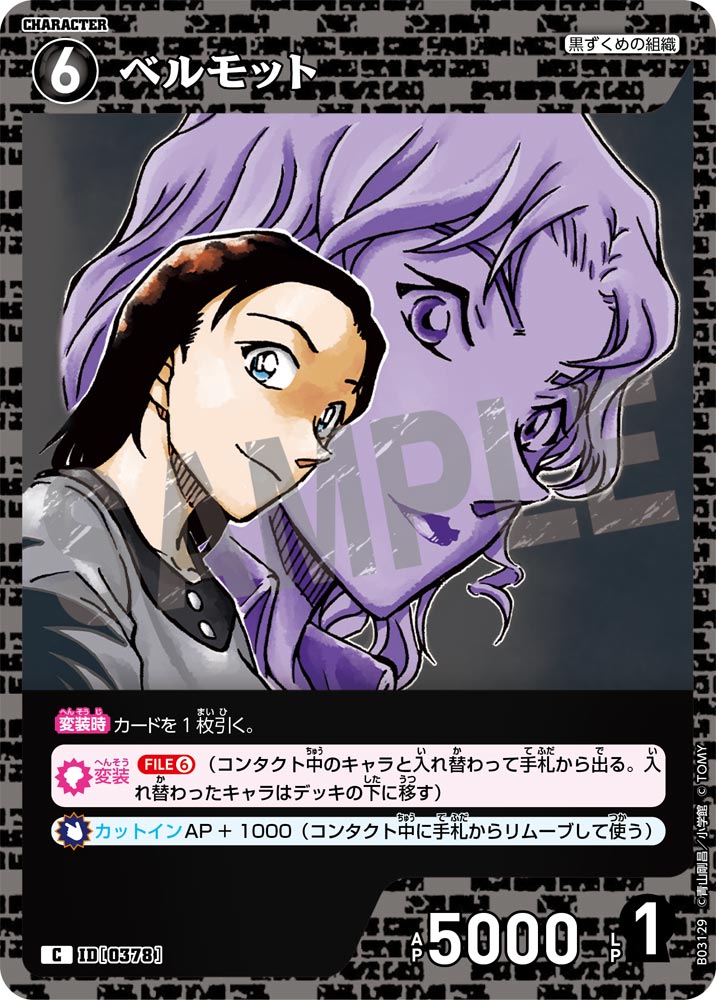 CHARACTER
6 ベルモット
黒ずくめの組織
SAMPLE
変装時 カードを1枚引く。
変装 FILE6 (コンタクト中のキャラと入れ替わって手札から出る。入
れ替わったキャラはデッキの下に移す)
カットイン AP+1000(コンタクト中に手札からリムーブして使う)
C ID[0378]
AP 5000 LP 1
B03129 ©青山剛昌/小学館 © TOMY